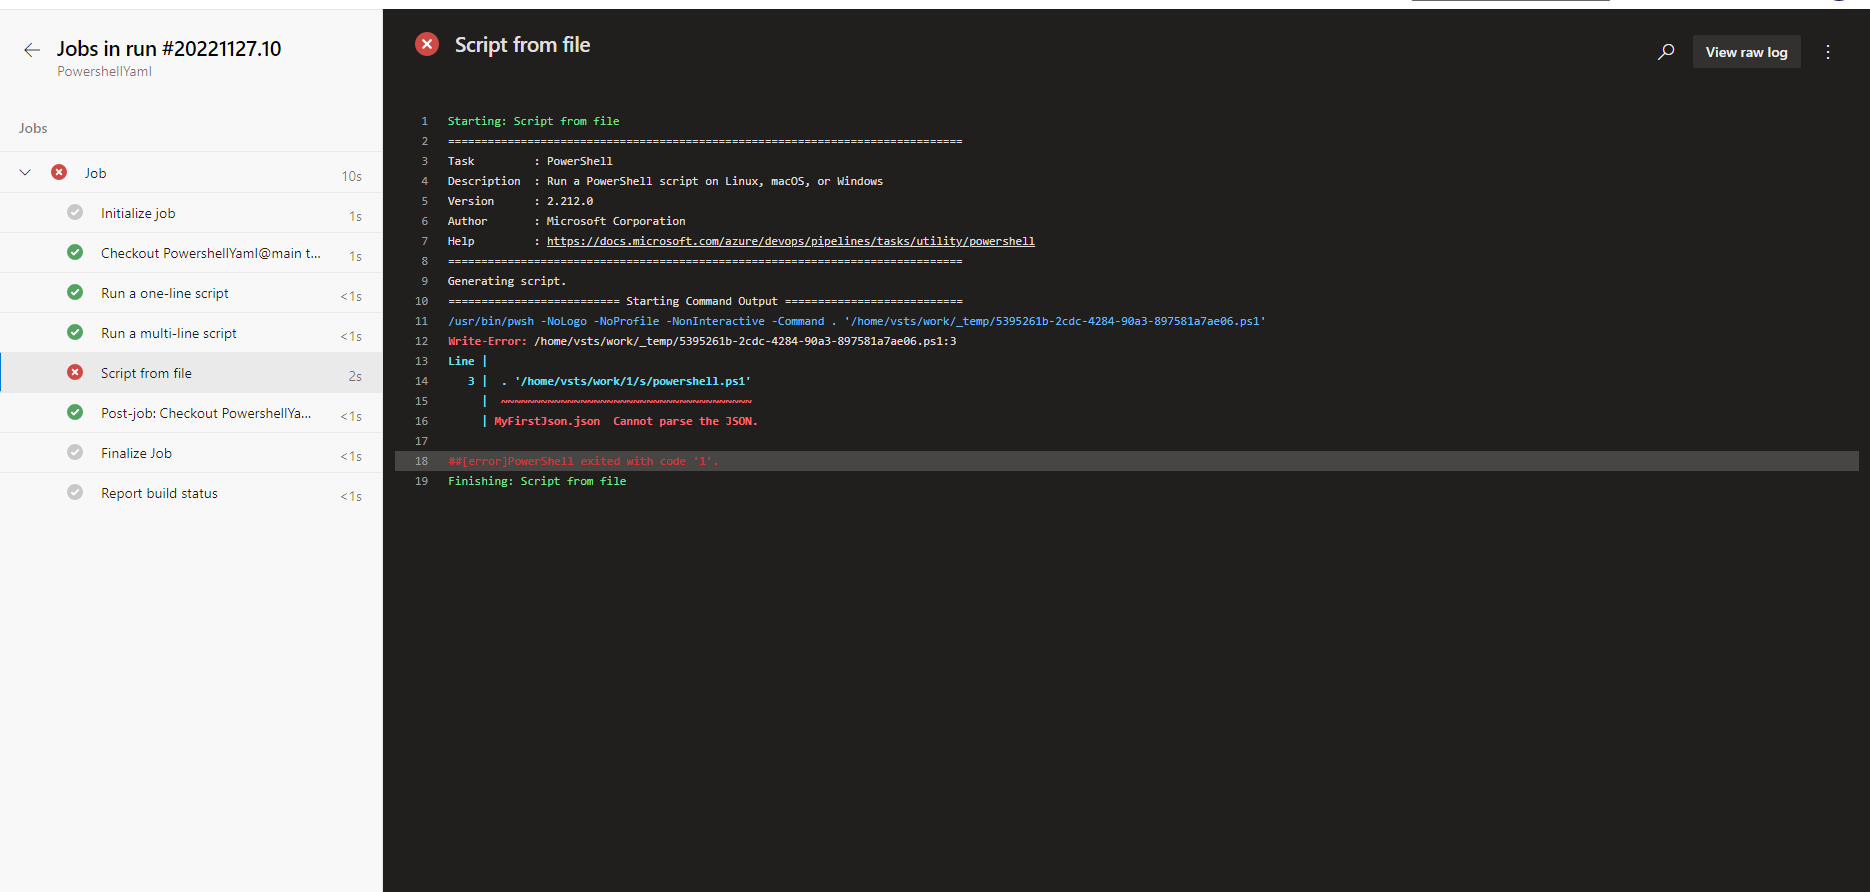 Jobs in run #20221127.10
PowershellYaml
Jobs
Job 10s
Initialize job 1s
Checkout PowershellYaml@main t... 1s
Run a one-line script <1s
Run a multi-line script <1s
Script from file 2s
Post-job: Checkout PowershellYa... <1s
Finalize Job <1s
Report build status <1s
Script from file
View raw log
1 Starting: Script from file
2 ==============================================================================
3 Task : PowerShell
4 Description : Run a PowerShell script on Linux, macOS, or Windows
5 Version : 2.212.0
6 Author : Microsoft Corporation
7 Help : https://docs.microsoft.com/azure/devops/pipelines/tasks/utility/powershell
8 ==============================================================================
9 Generating script.
10 ========================== Starting Command Output ===========================
11 /usr/bin/pwsh -NoLogo -NoProfile -NonInteractive -Command . '/home/vsts/work/_temp/5395261b-2cdc-4284-90a3-897581a7ae06.ps1'
12 Write-Error: /home/vsts/work/_temp/5395261b-2cdc-4284-90a3-897581a7ae06.ps1:3
13 Line |
14 3 | . '/home/vsts/work/1/s/powershell.ps1'
15 | ~~~~~~~~~~~~~~~~~~~~~~~~~~~~~~~~~~~~~~
16 | MyFirstJson.json Cannot parse the JSON.
17
18 ##[error]PowerShell exited with code '1'.
19 Finishing: Script from file